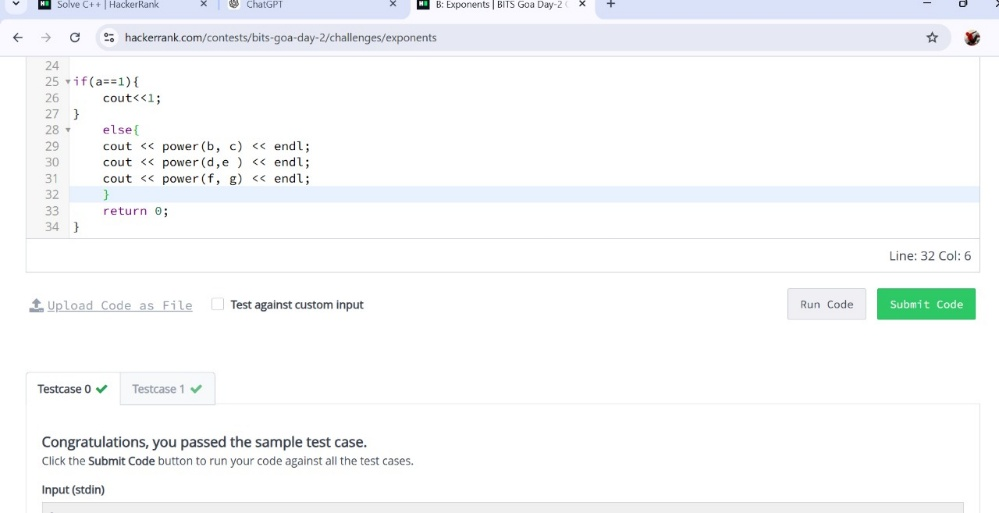 Solve C++ | HackerRank
ChatGPT
B: Exponents | BITS Goa Day-2
hackerrank.com/contests/bits-goa-day-2/challenges/exponents
24
25 if(a==1){
26 cout<<1;
27 }
28 else{
29 cout << power(b, c) << endl;
30 cout << power(d,e ) << endl;
31 cout << power(f, g) << endl;
32 }
33 return 0;
34 }
Line: 32 Col: 6
Upload Code as File Test against custom input Run Code Submit Code
Testcase 0 Testcase 1
Congratulations, you passed the sample test case.
Click the Submit Code button to run your code against all the test cases.
Input (stdin)